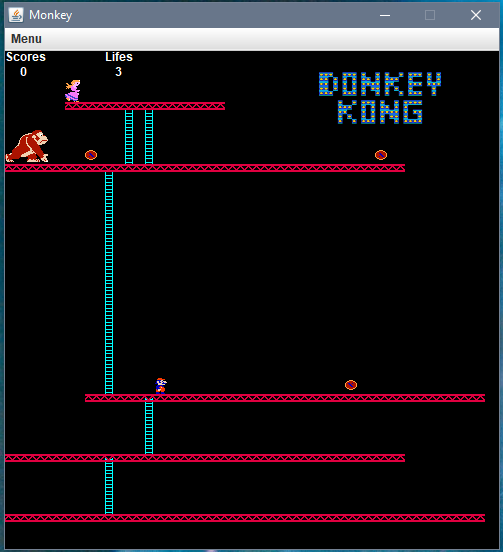 Monkey
Menu
Scores Lifes
0 3
DONKEY
KONG